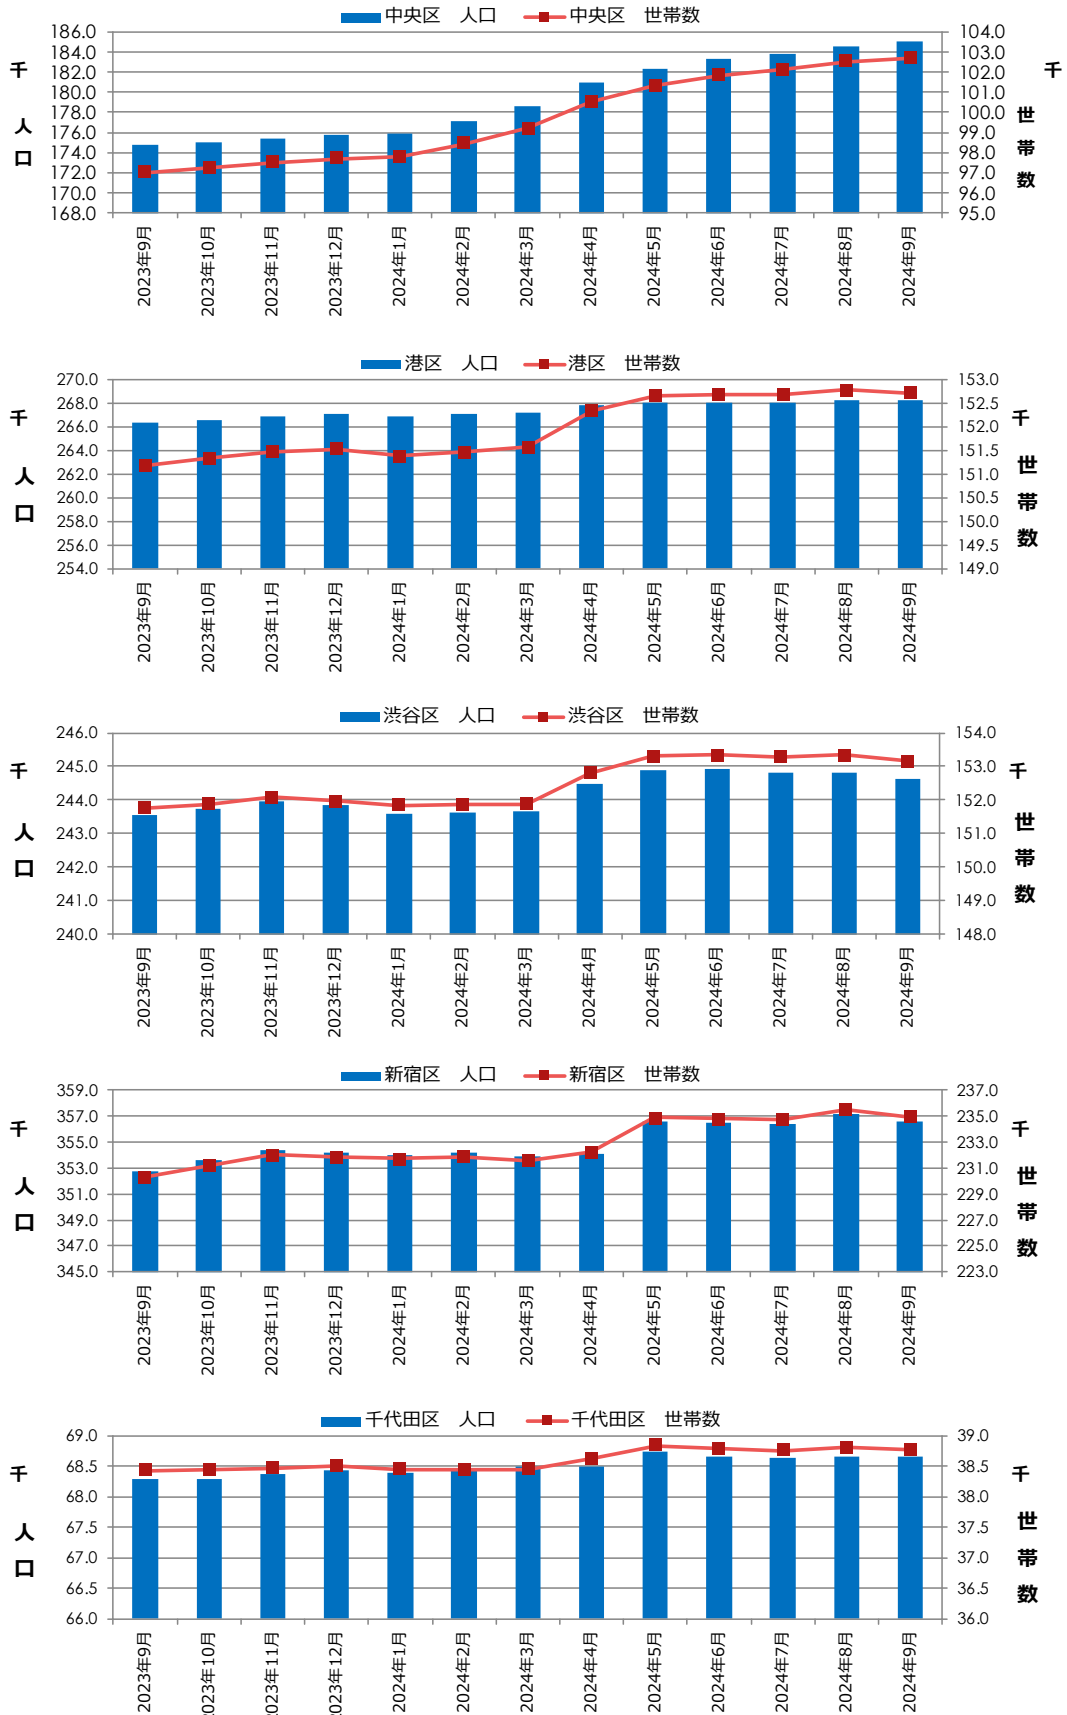 中央区　人口　中央区　世帯数
186.0 104.0
184.0 103.0
千 182.0 102.0 千
180.0 101.0
人 178.0 100.0 世
176.0 99.0 帯
口 174.0 98.0 数
172.0 97.0
170.0 96.0
168.0 95.0
2023年9月 2023年10月 2023年11月 2023年12月 2024年1月 2024年2月 2024年3月 2024年4月 2024年5月 2024年6月 2024年7月 2024年8月 2024年9月
港区　人口　港区　世帯数
270.0 153.0
千 268.0 152.5 千
266.0 152.0
人 264.0 151.5 世
262.0 151.0 帯
口 260.0 150.5 数
258.0 150.0
256.0 149.5
254.0 149.0
2023年9月 2023年10月 2023年11月 2023年12月 2024年1月 2024年2月 2024年3月 2024年4月 2024年5月 2024年6月 2024年7月 2024年8月 2024年9月
渋谷区　人口　渋谷区　世帯数
246.0 154.0
千 245.0 153.0 千
244.0 152.0 世
人 243.0 151.0 帯
口 242.0 150.0 数
241.0 149.0
240.0 148.0
2023年9月 2023年10月 2023年11月 2023年12月 2024年1月 2024年2月 2024年3月 2024年4月 2024年5月 2024年6月 2024年7月 2024年8月 2024年9月
新宿区　人口　新宿区　世帯数
359.0 237.0
千 357.0 235.0 千
355.0 233.0
人 353.0 231.0 世
351.0 229.0 帯
口 349.0 227.0 数
347.0 225.0
345.0 223.0
2023年9月 2023年10月 2023年11月 2023年12月 2024年1月 2024年2月 2024年3月 2024年4月 2024年5月 2024年6月 2024年7月 2024年8月 2024年9月
千代田区　人口　千代田区　世帯数
69.0 39.0
千 68.5 38.5 千
68.0 38.0
人 67.5 37.5 世
67.0 37.0 帯
口 66.5 36.5 数
66.0 36.0
2023年9月 2023年10月 2023年11月 2023年12月 2024年1月 2024年2月 2024年3月 2024年4月 2024年5月 2024年6月 2024年7月 2024年8月 2024年9月